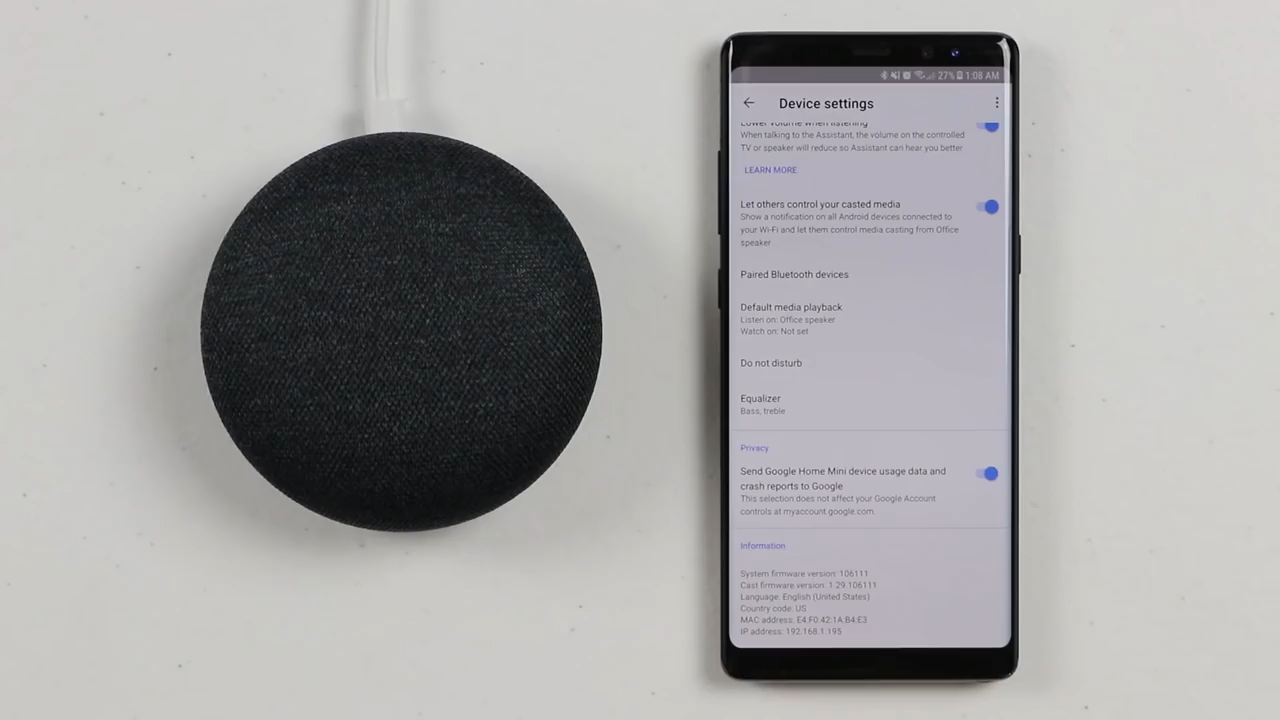 27% 1:08 AM
Device settings
Lower volume when listening
When talking to the Assistant, the volume on the controlled
TV or speaker will reduce so Assistant can hear you better
LEARN MORE
Let others control your casted media
Show a notification on all Android devices connected to
your Wi-Fi and let them control media casting from Office
speaker
Paired Bluetooth devices
Default media playback
Listen on: Office speaker
Watch on: Not set
Do not disturb
Equalizer
Bass, treble
Privacy
Send Google Home Mini device usage data and
crash reports to Google
This selection does not affect your Google Account
controls at myaccount.google.com.
Information
System firmware version: 106111
Cast firmware version: 1.29.106111
Language: English (United States)
Country code: US
MAC address: E4:F0:42:1A:B4:E3
IP address: 192.168.1.195